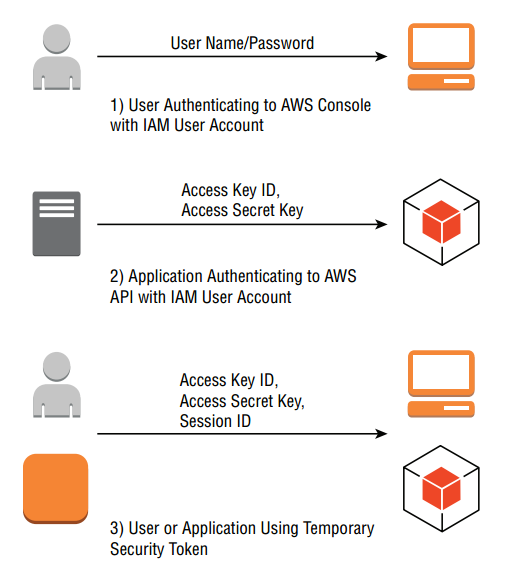 User Name/Password
1) User Authenticating to AWS Console
with IAM User Account
Access Key ID,
Access Secret Key
2) Application Authenticating to AWS
API with IAM User Account
Access Key ID,
Access Secret Key,
Session ID
3) User or Application Using Temporary
Security Token